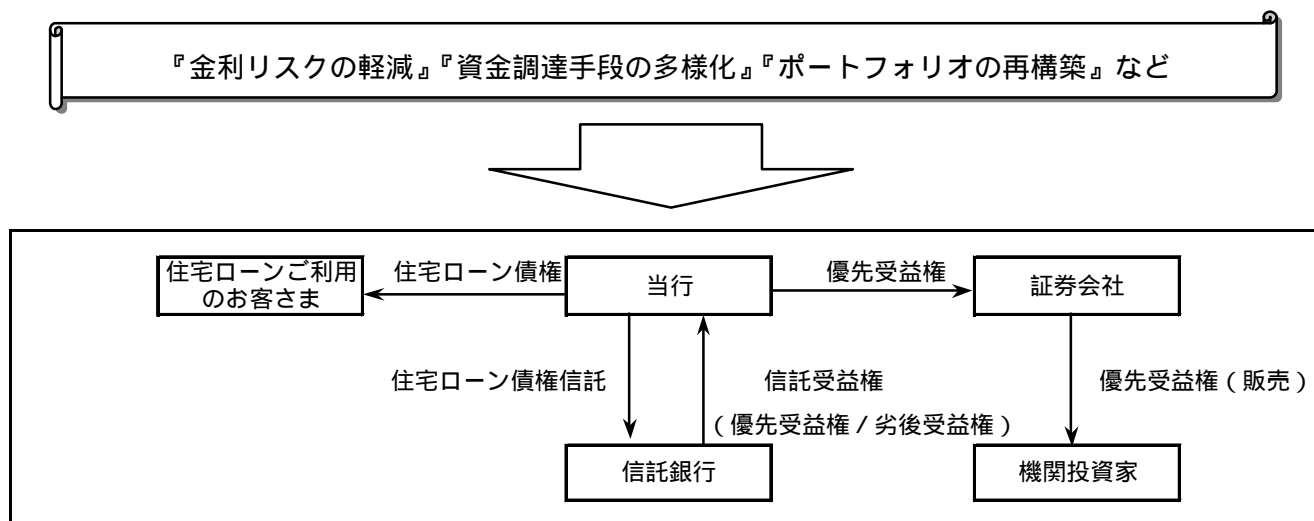 『金利リスクの軽減』『資金調達手段の多様化』『ポートフォリオの再構築』など
住宅ローンご利用
のお客さま
住宅ローン債権
当行
優先受益権
証券会社
住宅ローン債権信託
信託受益権
(優先受益権/劣後受益権)
優先受益権(販売)
信託銀行
機関投資家